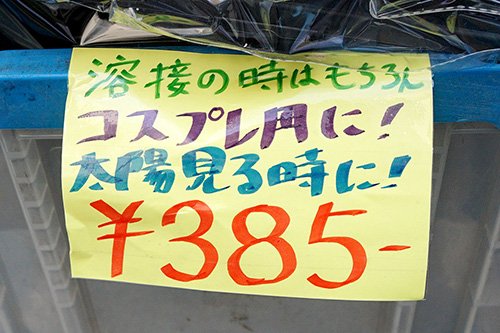 溶接の時はもちろん
コスプレ用に!
太陽見る時に!
¥385-